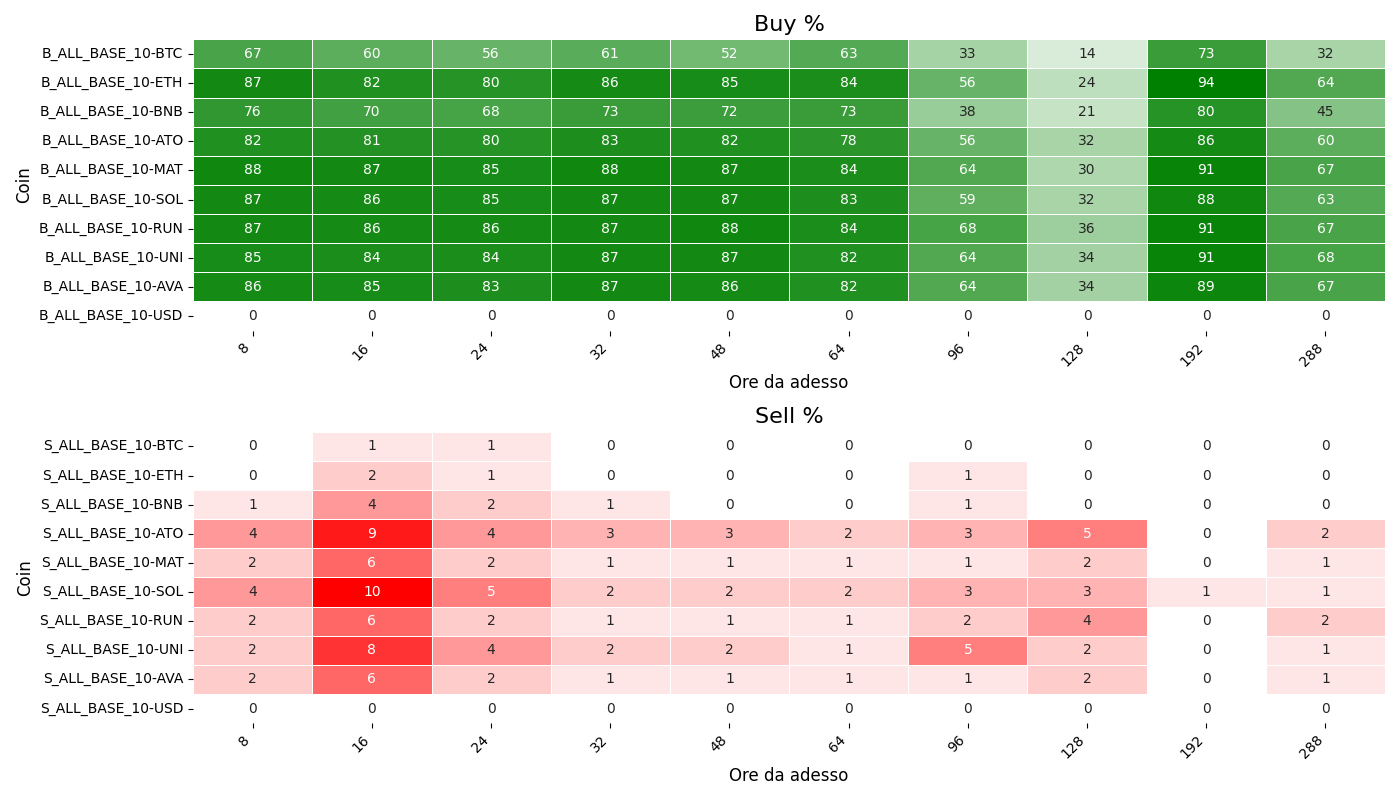 Buy %
Coin
B_ALL_BASE_10-BTC 67 60 56 61 52 63 33 14 73 32
B_ALL_BASE_10-ETH 87 82 80 86 85 84 56 24 94 64
B_ALL_BASE_10-BNB 76 70 68 73 72 73 38 21 80 45
B_ALL_BASE_10-ATO 82 81 80 83 82 78 56 32 86 60
B_ALL_BASE_10-MAT 88 87 85 88 87 84 64 30 91 67
B_ALL_BASE_10-SOL 87 86 85 87 87 83 59 32 88 63
B_ALL_BASE_10-RUN 87 86 86 87 88 84 68 36 91 67
B_ALL_BASE_10-UNI 85 84 84 87 87 82 64 34 91 68
B_ALL_BASE_10-AVA 86 85 83 87 86 82 64 34 89 67
B_ALL_BASE_10-USD 0 0 0 0 0 0 0 0 0 0
8 16 24 32 48 64 96 128 192 288
Ore da adesso
Sell %
Coin
S_ALL_BASE_10-BTC 0 1 1 0 0 0 0 0 0 0
S_ALL_BASE_10-ETH 0 2 1 0 0 0 1 0 0 0
S_ALL_BASE_10-BNB 1 4 2 1 0 0 1 0 0 0
S_ALL_BASE_10-ATO 4 9 4 3 3 2 3 5 0 2
S_ALL_BASE_10-MAT 2 6 2 1 1 1 1 2 0 1
S_ALL_BASE_10-SOL 4 10 5 2 2 2 3 3 1 1
S_ALL_BASE_10-RUN 2 6 2 1 1 1 2 4 0 2
S_ALL_BASE_10-UNI 2 8 4 2 2 1 5 2 0 1
S_ALL_BASE_10-AVA 2 6 2 1 1 1 1 2 0 1
S_ALL_BASE_10-USD 0 0 0 0 0 0 0 0 0 0
8 16 24 32 48 64 96 128 192 288
Ore da adesso